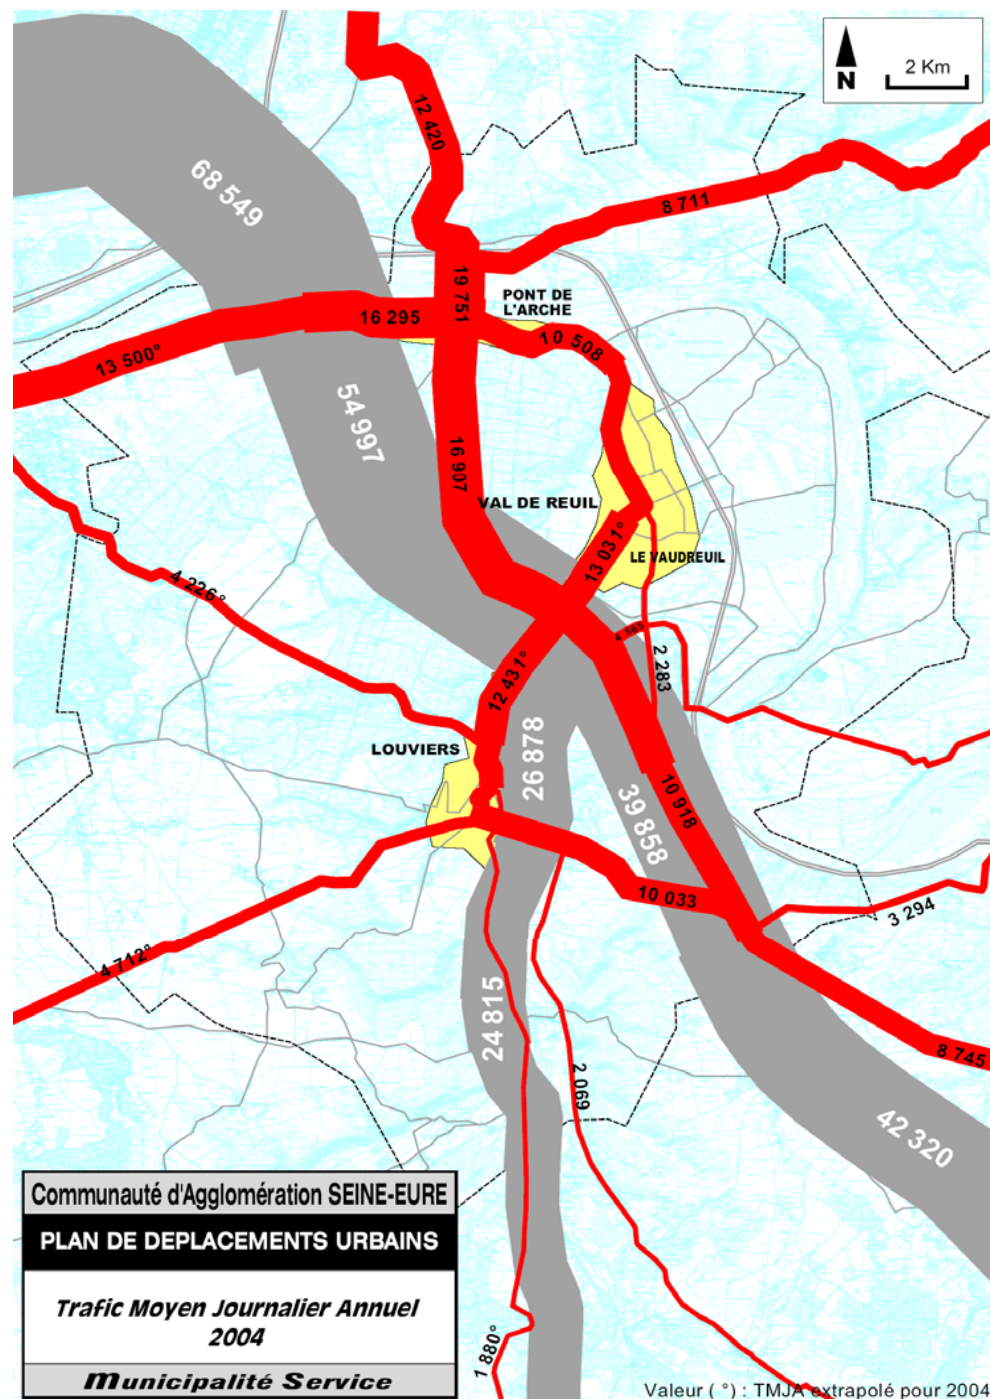 N
2 Km
12 420
68 549
8 711
19 751
PONT DE
L'ARCHE
16 295
10 508
13 500°
54 997
16 907
VAL DE REUIL
13 031°
LE VAUDREUIL
4 226°
4 565
2 283
12 431°
LOUVIERS
26 878
39 858
10 918
10 033
3 294
4 712°
24 815
8 745
2 069
42 320
1 880°
Communauté d'Agglomération SEINE-EURE
PLAN DE DEPLACEMENTS URBAINS
Trafic Moyen Journalier Annuel
2004
Municipalité Service
Valeur ( °) : TMJA extrapolé pour 2004